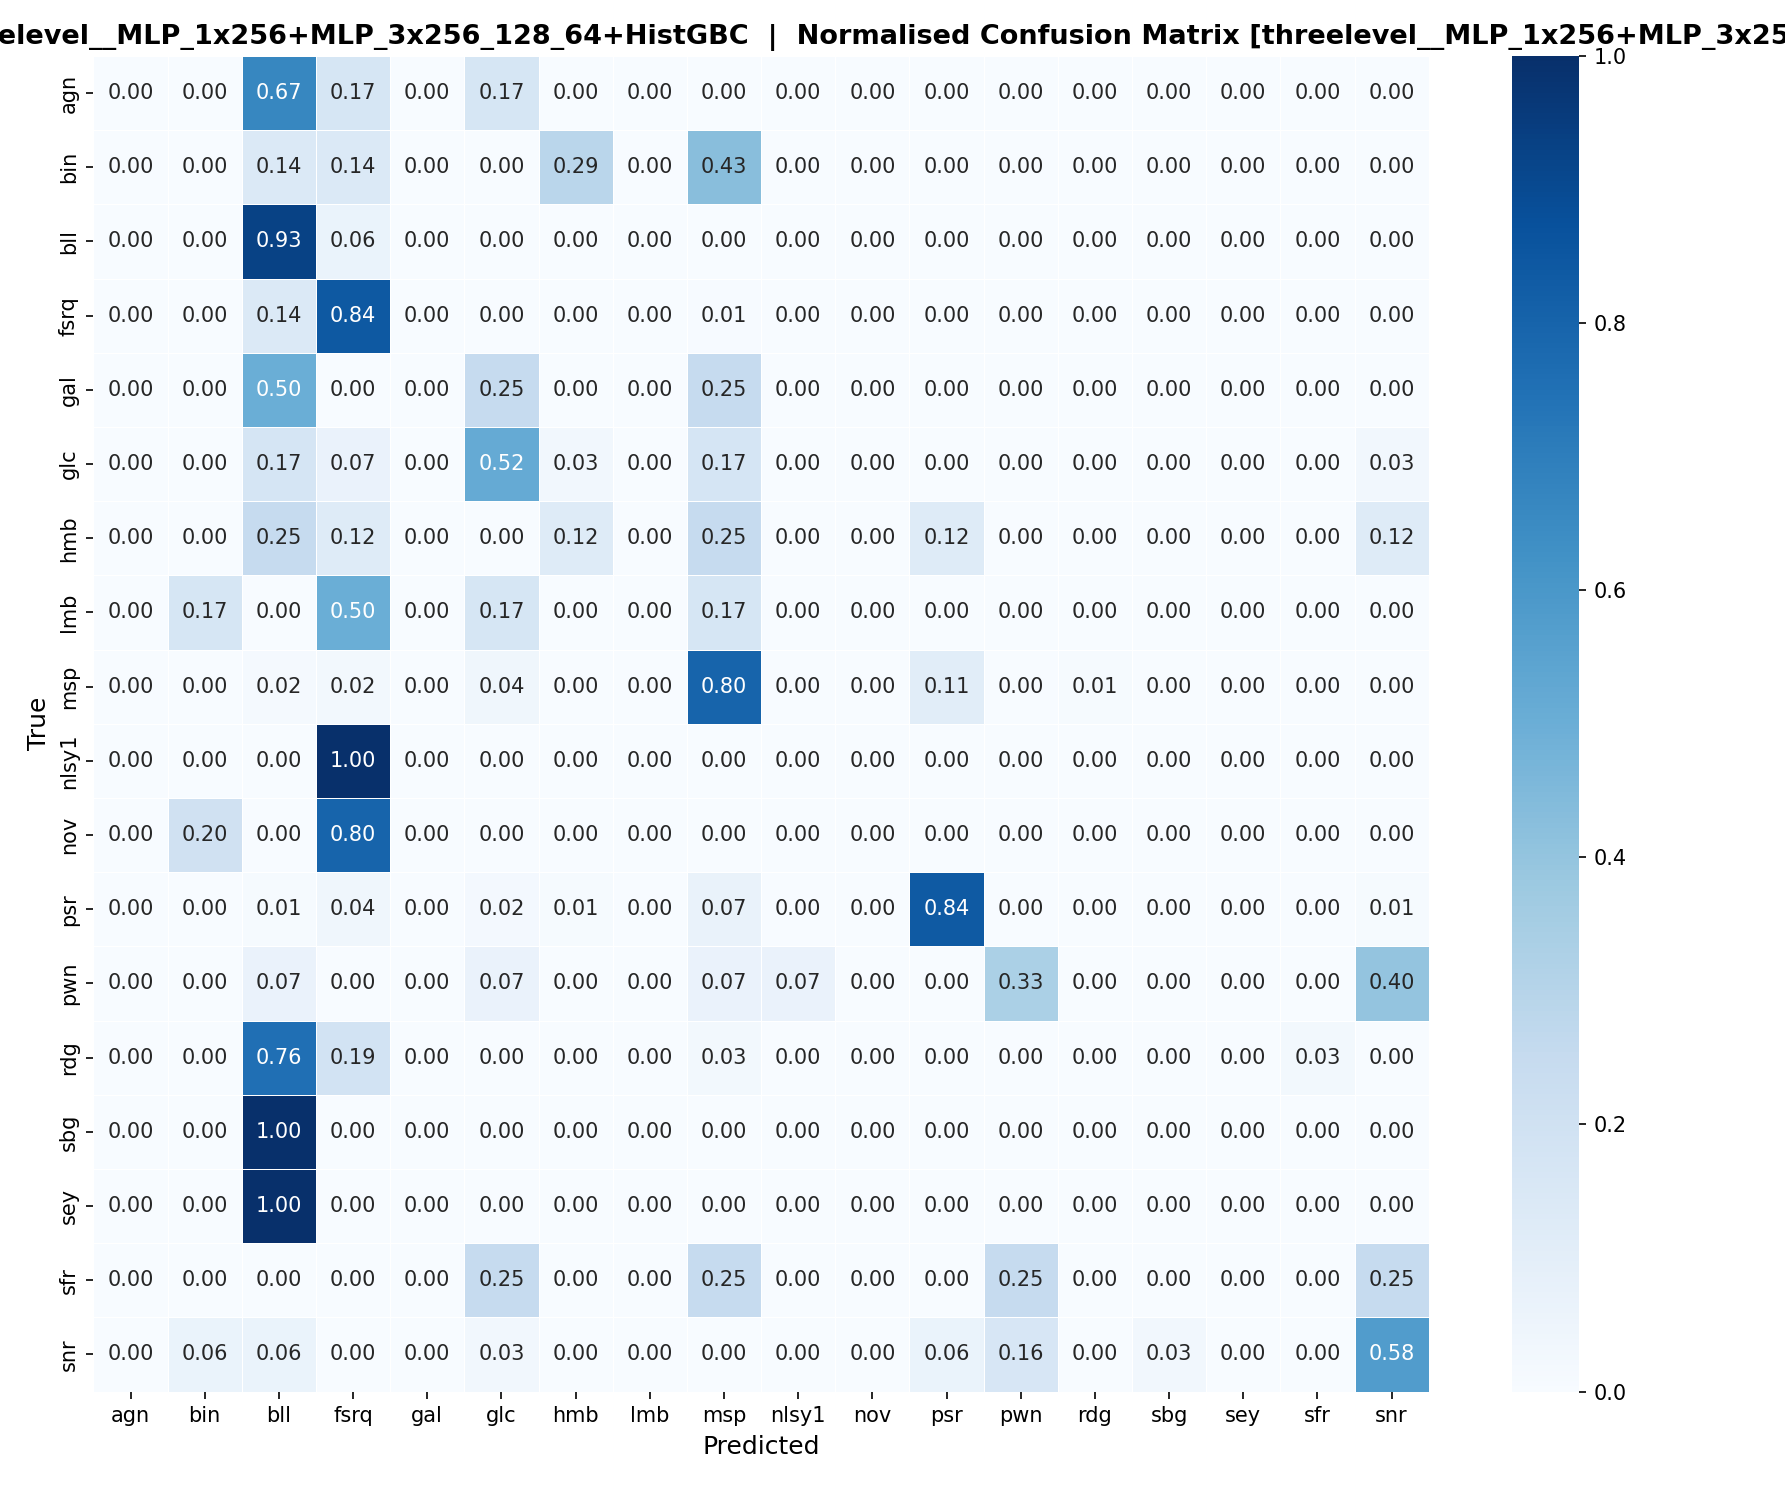 elevel__MLP_1x256+MLP_3x256_128_64+HistGBC | Normalised Confusion Matrix [threelevel__MLP_1x256+MLP_3x25
agn 0.00 0.00 0.67 0.17 0.00 0.17 0.00 0.00 0.00 0.00 0.00 0.00 0.00 0.00 0.00 0.00 0.00 0.00
bin 0.00 0.00 0.14 0.14 0.00 0.00 0.29 0.00 0.43 0.00 0.00 0.00 0.00 0.00 0.00 0.00 0.00 0.00
bll 0.00 0.00 0.93 0.06 0.00 0.00 0.00 0.00 0.00 0.00 0.00 0.00 0.00 0.00 0.00 0.00 0.00 0.00
fsrq 0.00 0.00 0.14 0.84 0.00 0.00 0.00 0.00 0.01 0.00 0.00 0.00 0.00 0.00 0.00 0.00 0.00 0.00
gal 0.00 0.00 0.50 0.00 0.00 0.25 0.00 0.00 0.25 0.00 0.00 0.00 0.00 0.00 0.00 0.00 0.00 0.00
glc 0.00 0.00 0.17 0.07 0.00 0.52 0.03 0.00 0.17 0.00 0.00 0.00 0.00 0.00 0.00 0.00 0.00 0.03
hmb 0.00 0.00 0.25 0.12 0.00 0.00 0.12 0.00 0.25 0.00 0.00 0.12 0.00 0.00 0.00 0.00 0.00 0.12
lmb 0.00 0.17 0.00 0.50 0.00 0.17 0.00 0.00 0.17 0.00 0.00 0.00 0.00 0.00 0.00 0.00 0.00 0.00
msp 0.00 0.00 0.02 0.02 0.00 0.04 0.00 0.00 0.80 0.00 0.00 0.11 0.00 0.01 0.00 0.00 0.00 0.00
nlsy1 0.00 0.00 0.00 1.00 0.00 0.00 0.00 0.00 0.00 0.00 0.00 0.00 0.00 0.00 0.00 0.00 0.00 0.00
nov 0.00 0.20 0.00 0.80 0.00 0.00 0.00 0.00 0.00 0.00 0.00 0.00 0.00 0.00 0.00 0.00 0.00 0.00
psr 0.00 0.00 0.01 0.04 0.00 0.02 0.01 0.00 0.07 0.00 0.00 0.84 0.00 0.00 0.00 0.00 0.00 0.01
pwn 0.00 0.00 0.07 0.00 0.00 0.07 0.00 0.00 0.07 0.07 0.00 0.00 0.33 0.00 0.00 0.00 0.00 0.40
rdg 0.00 0.00 0.76 0.19 0.00 0.00 0.00 0.00 0.03 0.00 0.00 0.00 0.00 0.00 0.00 0.00 0.03 0.00
sbg 0.00 0.00 1.00 0.00 0.00 0.00 0.00 0.00 0.00 0.00 0.00 0.00 0.00 0.00 0.00 0.00 0.00 0.00
sey 0.00 0.00 1.00 0.00 0.00 0.00 0.00 0.00 0.00 0.00 0.00 0.00 0.00 0.00 0.00 0.00 0.00 0.00
sfr 0.00 0.00 0.00 0.00 0.00 0.25 0.00 0.00 0.25 0.00 0.00 0.00 0.25 0.00 0.00 0.00 0.00 0.25
snr 0.00 0.06 0.06 0.00 0.00 0.03 0.00 0.00 0.00 0.00 0.00 0.06 0.16 0.00 0.03 0.00 0.00 0.58
agn bin bll fsrq gal glc hmb lmb msp nlsy1 nov psr pwn rdg sbg sey sfr snr
Predicted
True
1.0
0.8
0.6
0.4
0.2
0.0